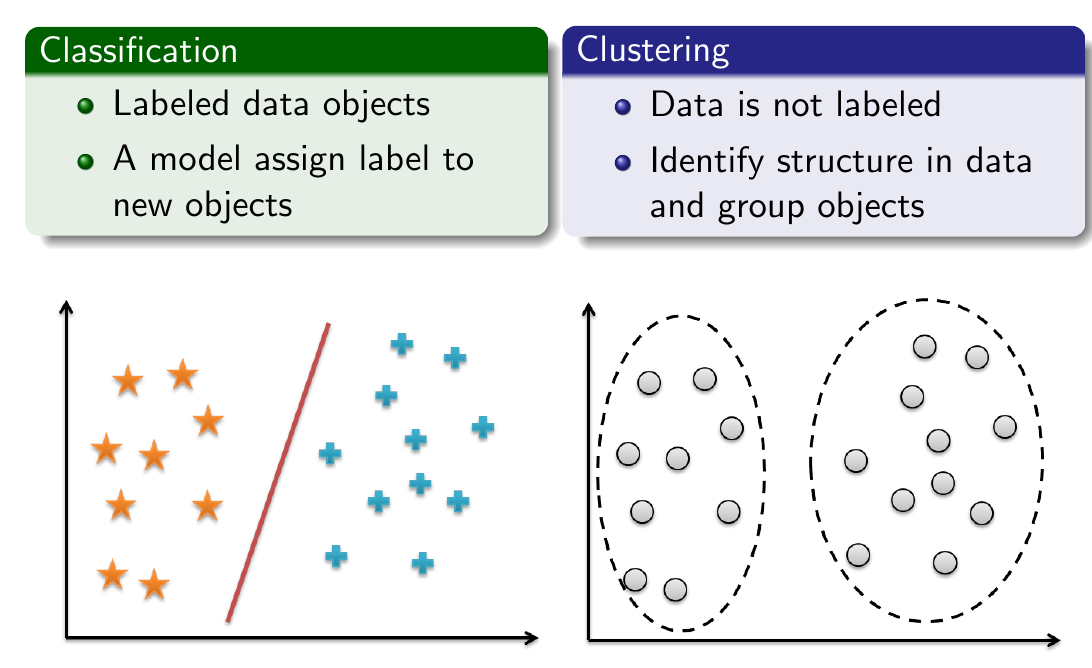 Classification
Labeled data objects
A model assign label to
new objects
Clustering
Data is not labeled
Identify structure in data
and group objects